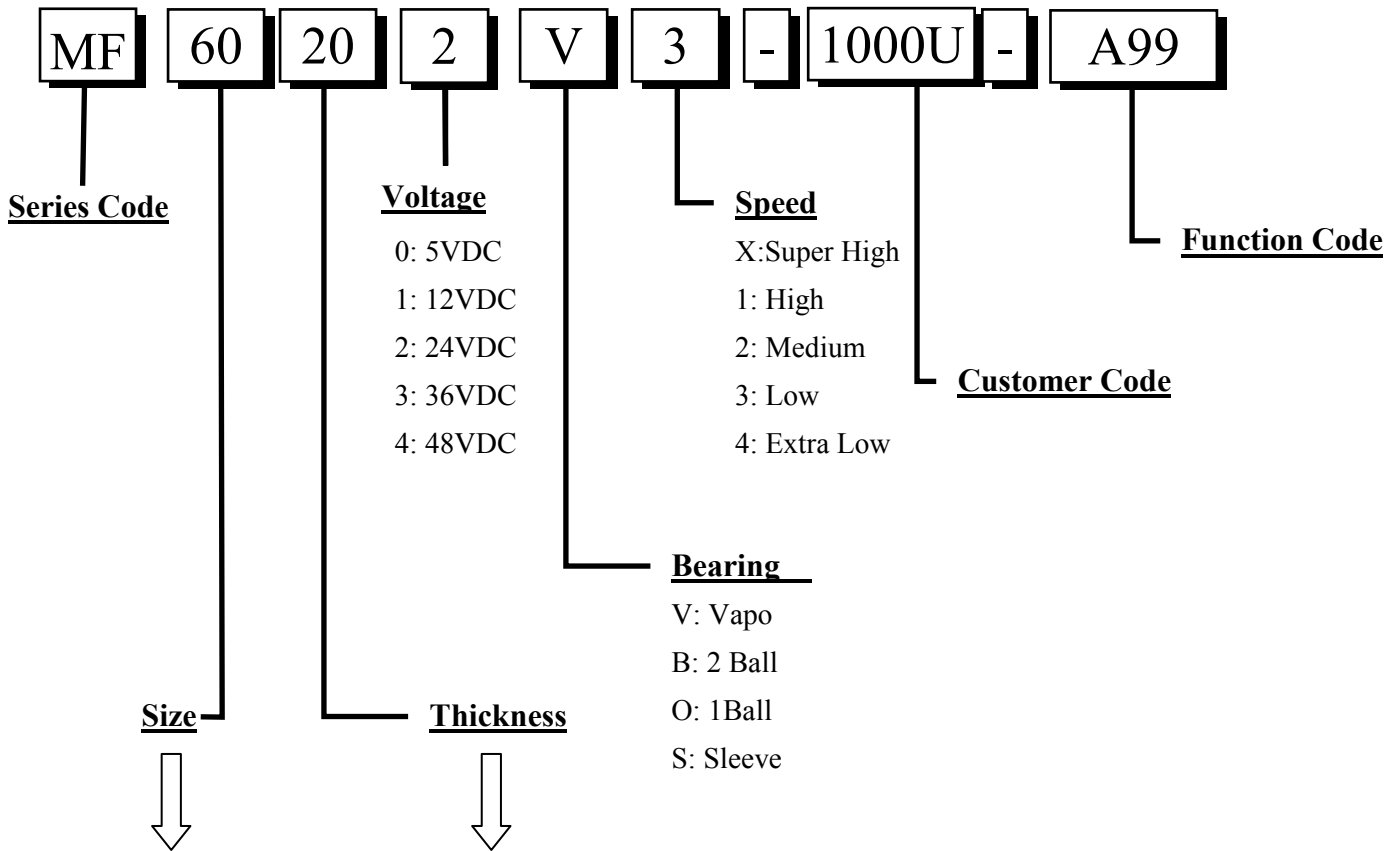 MF 60 20 2 V 3 - 1000U - A99
Series Code
Voltage
0: 5VDC
1: 12VDC
2: 24VDC
3: 36VDC
4: 48VDC
Speed
X:Super High
1: High
2: Medium
3: Low
4: Extra Low
Function Code
Customer Code
Bearing
V: Vapo
B: 2 Ball
O: 1Ball
S: Sleeve
Size
Thickness